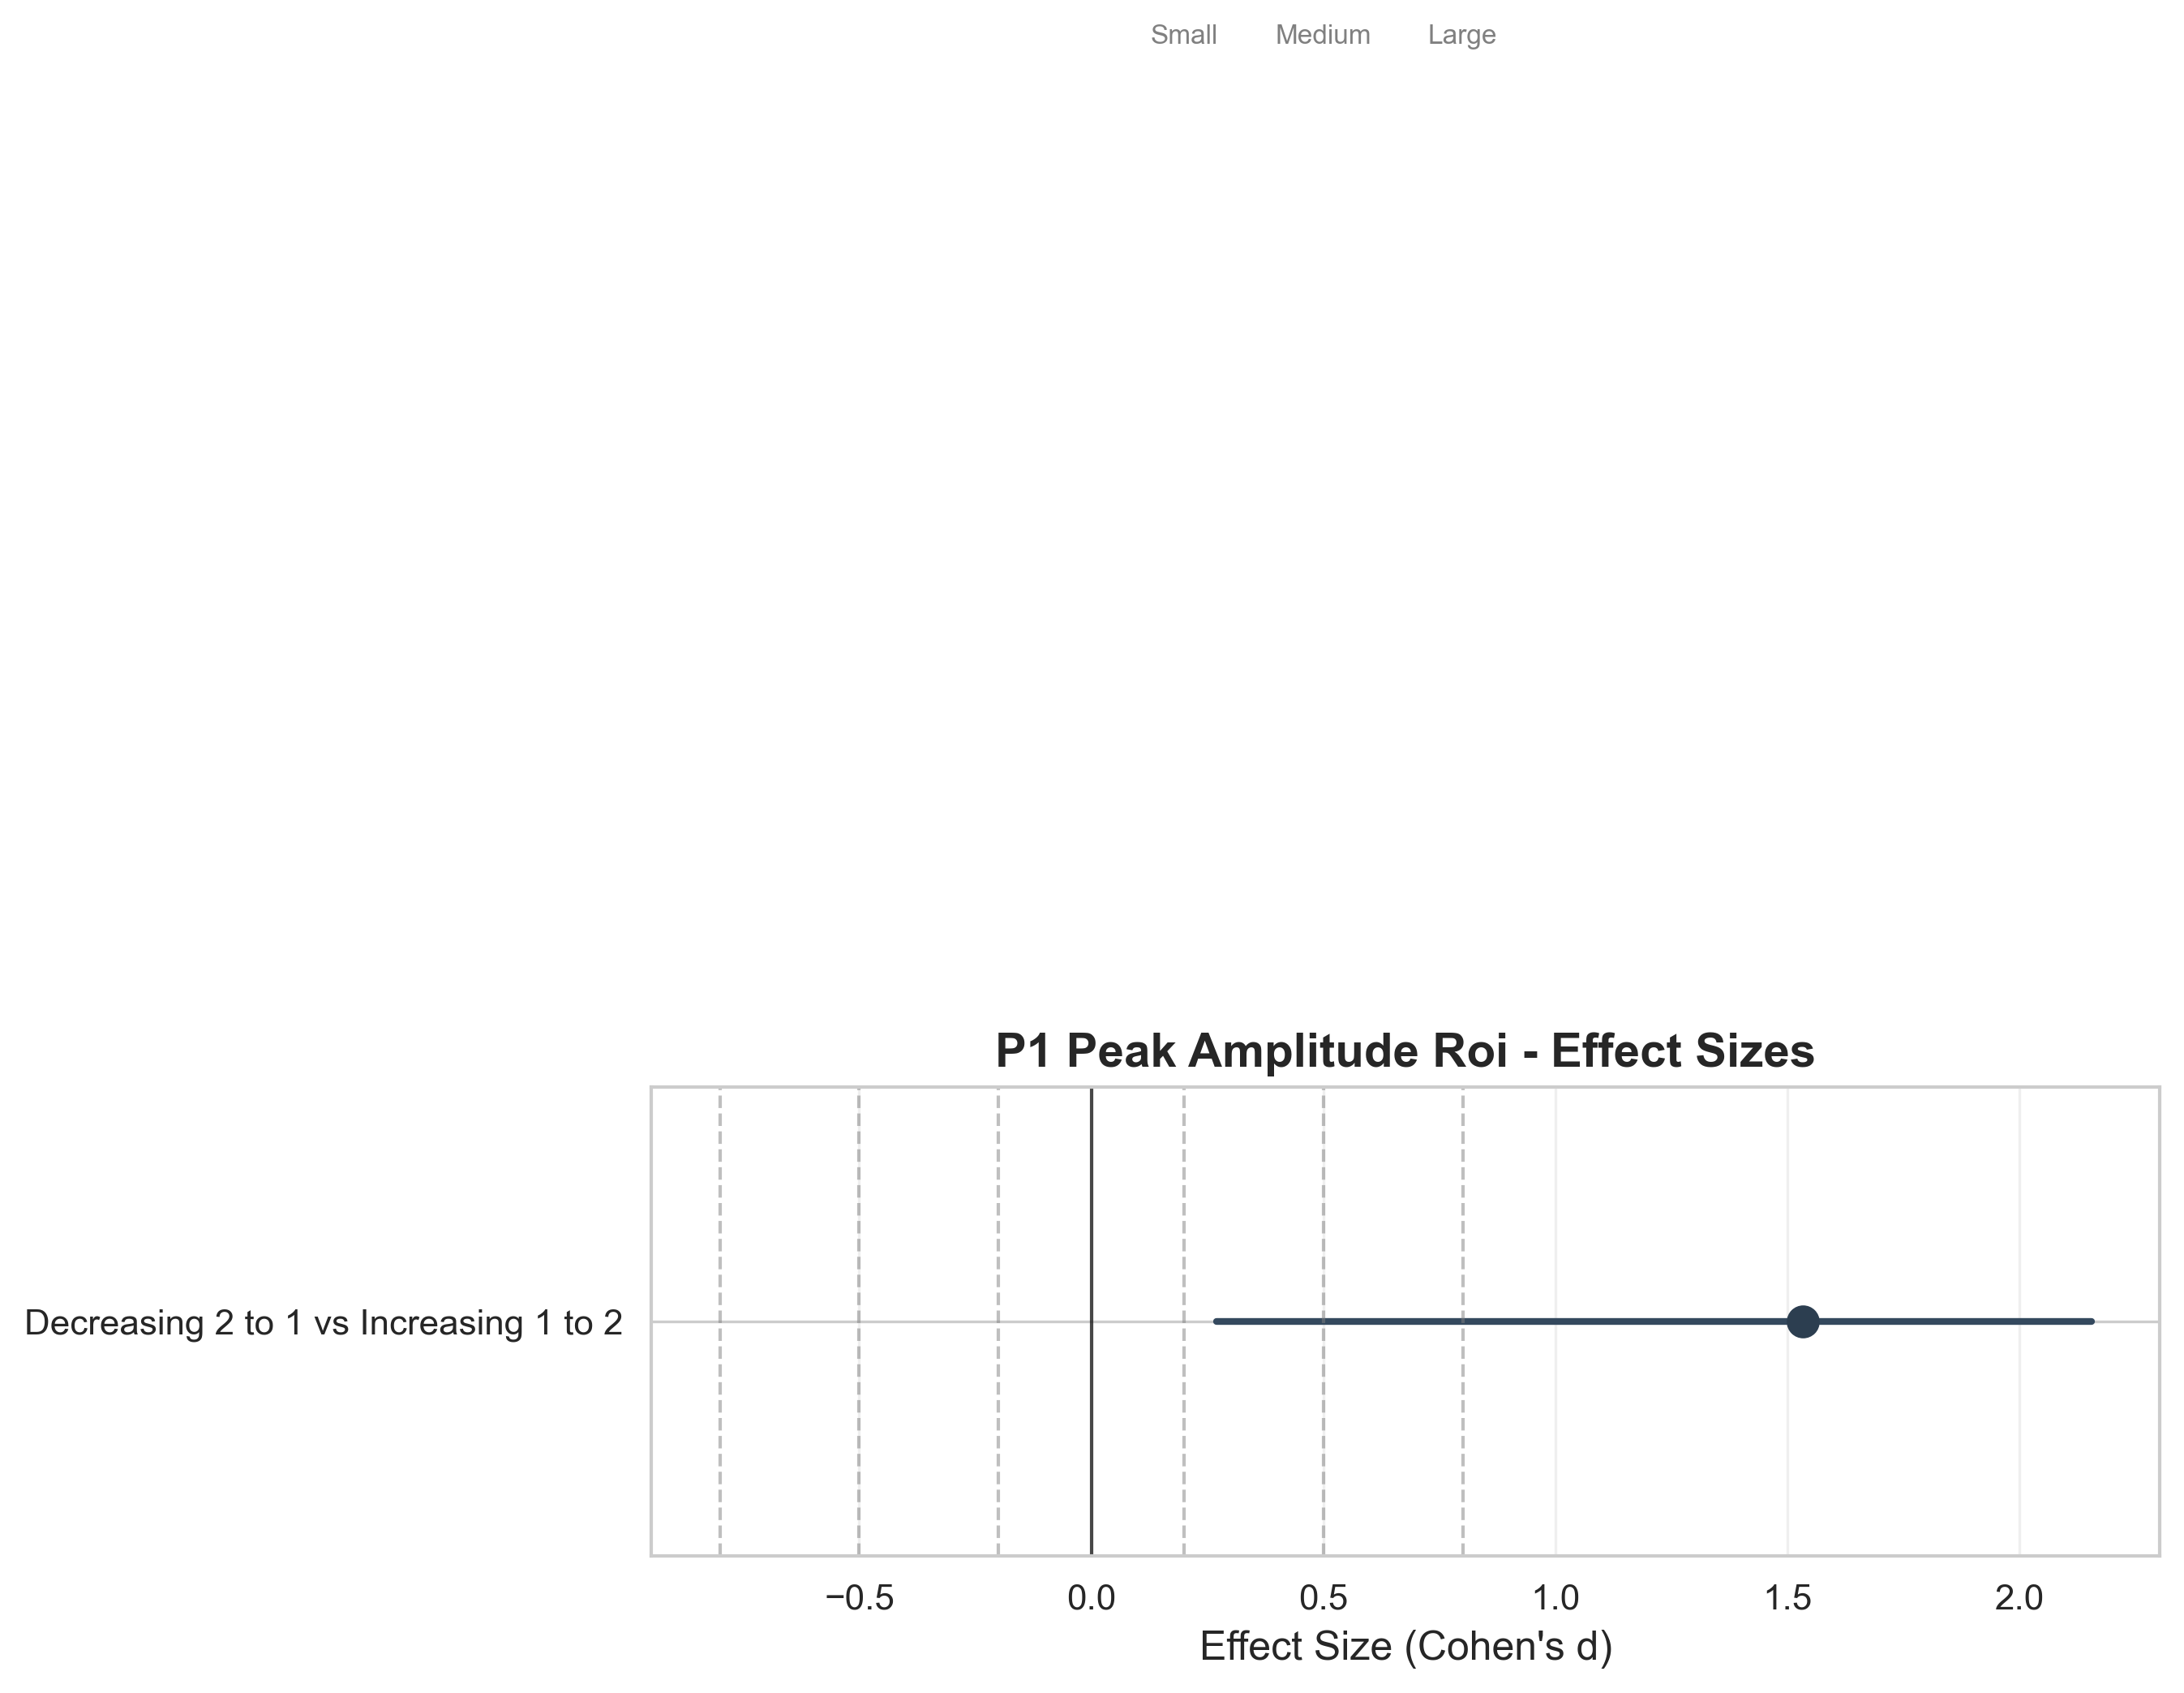 Small Medium Large
P1 Peak Amplitude Roi - Effect Sizes
Decreasing 2 to 1 vs Increasing 1 to 2
−0.5 0.0 0.5 1.0 1.5 2.0
Effect Size (Cohen's d)